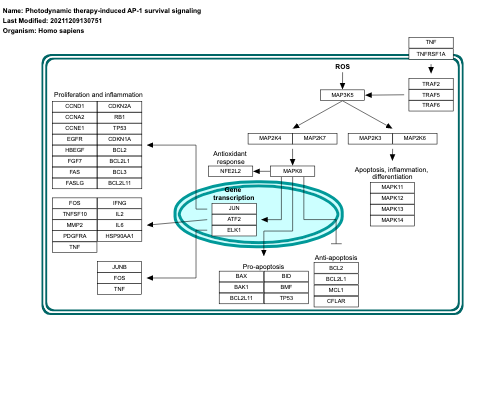 Name: Photodynamic therapy-induced AP-1 survival signaling
Last Modified: 20211209130751
Organism: Homo sapiens
TNF
TNFRSF1A
ROS
MAP3K5
TRAF2
TRAF5
TRAF6
Proliferation and inflammation
CCND1 CDKN2A
CCNA2 RB1
CCNE1 TP53
EGFR CDKN1A
HBEGF BCL2
FGF7 BCL2L1
FAS BCL3
FASLG BCL2L11
MAP2K4 MAP2K7
MAP2K3 MAP2K6
Antioxidant
response
NFE2L2
MAPK8
Apoptosis, inflammation,
differentiation
MAPK11
MAPK12
MAPK13
MAPK14
Gene
transcription
JUN
ATF2
ELK1
FOS IFNG
TNFSF10 IL2
MMP2 IL6
PDGFRA HSP90AA1
TNF
JUNB
FOS
TNF
Pro-apoptosis
BAX BID
BAK1 BMF
BCL2L11 TP53
Anti-apoptosis
BCL2
BCL2L1
MCL1
CFLAR